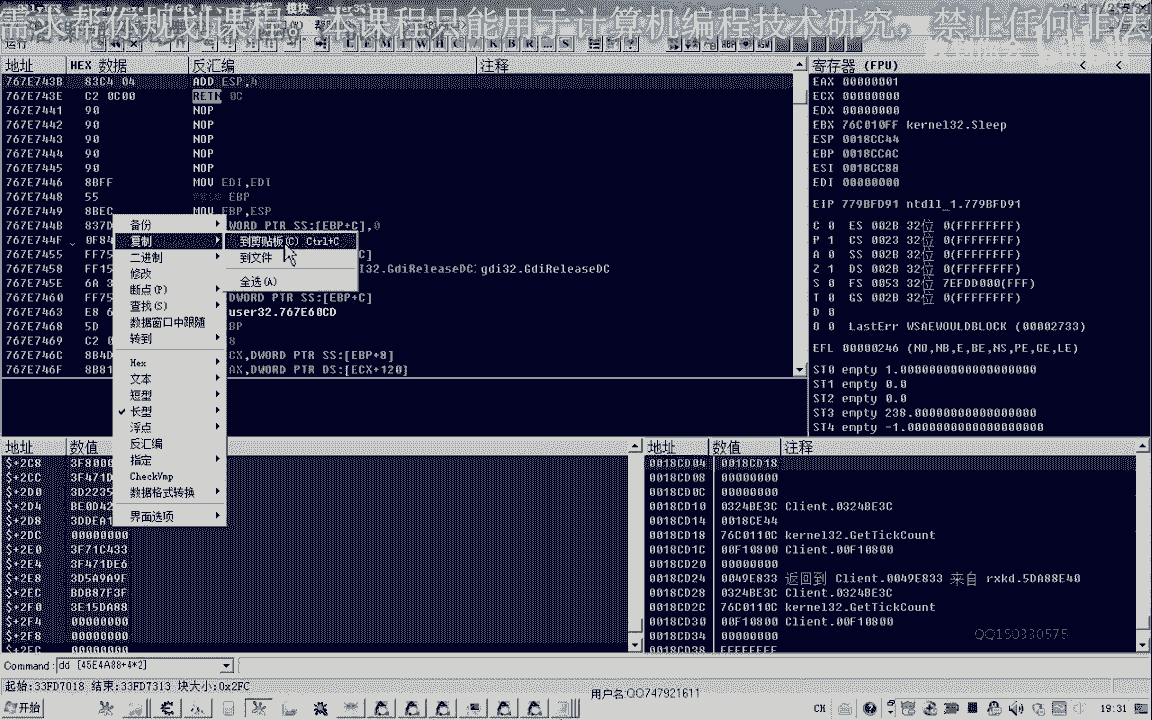 需求帮你规划课程。本课程只能用于计算机编程技术研究，禁止任何非法
地址 HEX 数据 反汇编 注释
767E743B 83C4 04 ADD ESP,4
767E743E C2 0C00 RETN 0C
767E7441 90 NOP
767E7442 90 NOP
767E7443 90 NOP
767E7444 90 NOP
767E7445 90 NOP
767E7446 8BFF MOV EDI,EDI
767E7448 55 EBP
767E7449 8BEC MOV EBP,ESP
767E744B 837D WORD PTR SS:[EBP+C],0
767E744F 0F84
767E7455 FF75 C]
767E7458 FF15 I32.GdiReleaseDC: gdi32.GdiReleaseDC
767E745E 6A 3
767E7460 FF75 DWORD PTR SS:[EBP+C]
767E7463 E8 6 user32.767E60CD
767E7468 5D BP
767E7469 C2 0 8
767E746C 8B4D CX,DWORD PTR SS:[EBP+8]
767E746F 8B81 AX,DWORD PTR DS:[ECX+120]
备份
复制
二进制
修改
断点(P)
查找(S)
数据窗口中跟随
转到
Hex
文本
短型
长型
浮点
反汇编
指定
CheckVmp
数据格式转换
界面选项
到剪贴板(C) Ctrl+C
到文件
全选(A)
寄存器 (FPU) < <
EAX 00000001
ECX 00000000
EDX 00000000
EBX 76C010FF kernel32.Sleep
ESP 0018CC44
EBP 0018CCAC
ESI 0018CC88
EDI 00000000
EIP 779BFD91 ntdll_1.779BFD91
C 0 ES 002B 32位 0(FFFFFFFF)
P 1 CS 0023 32位 0(FFFFFFFF)
A 0 SS 002B 32位 0(FFFFFFFF)
Z 1 DS 002B 32位 0(FFFFFFFF)
S 0 FS 0053 32位 7EFDD000(FFF)
T 0 GS 002B 32位 0(FFFFFFFF)
D 0
O 0 LastErr WSAEWOULDBLOCK (00002733)
EFL 00000246 (NO,NB,E,BE,NS,PE,GE,LE)
ST0 empty 1.0000000000000000000
ST1 empty 0.0
ST2 empty 0.0
ST3 empty 238.00000000000000000
ST4 empty -1.0000000000000000000
地址 数值
$+2C8 3F800
$+2CC 3F471D
$+2D0 3D2235
$+2D4 BE0D42
$+2D8 3DDEA1
$+2DC 00000000
$+2E0 3F71C433
$+2E4 3F471DE6
$+2E8 3D5A9A9F
$+2EC BDB87F3F
$+2F0 3E15DA88
$+2F4 00000000
$+2F8 00000000
地址 数值 注释
0018CD04 0018CD18
0018CD08 00000000
0018CD0C 00000000
0018CD10 0324BE3C Client.0324BE3C
0018CD14 0018CE44
0018CD18 76C0110C kernel32.GetTickCount
0018CD1C 00F10800 Client.00F10800
0018CD20 00000000
0018CD24 0049E833 返回到 Client.0049E833 来自 rxkd.5DA88E40
0018CD28 0324BE3C Client.0324BE3C
0018CD2C 76C0110C kernel32.GetTickCount
0018CD30 00F10800 Client.00F10800
0018CD34 00000000
0018CD38 FFFFFFFF
QQ150330575
Command: dd [45E4A08+4*2]
起始:33FD7018 结束:33FD7313 块大小:0x2FC
用户名:QQ747921611
开始
CH
19:31